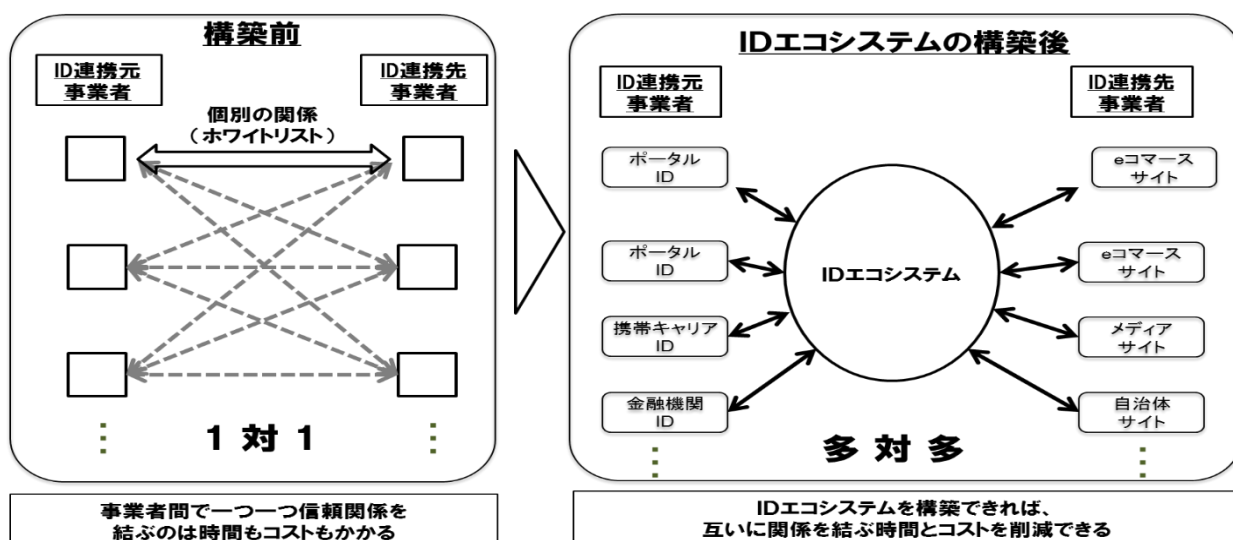 構築前
ID連携元
事業者
ID連携先
事業者
個別の関係
（ホワイトリスト）
1 対 1
事業者間で一つ一つ信頼関係を
結ぶのは時間もコストもかかる
IDエコシステムの構築後
ID連携元
事業者
ID連携先
事業者
ポータル
ID
ポータル
ID
携帯キャリア
ID
金融機関
ID
IDエコシステム
eコマース
サイト
eコマース
サイト
メディア
サイト
自治体
サイト
多 対 多
IDエコシステムを構築できれば、
互いに関係を結ぶ時間とコストを削減できる